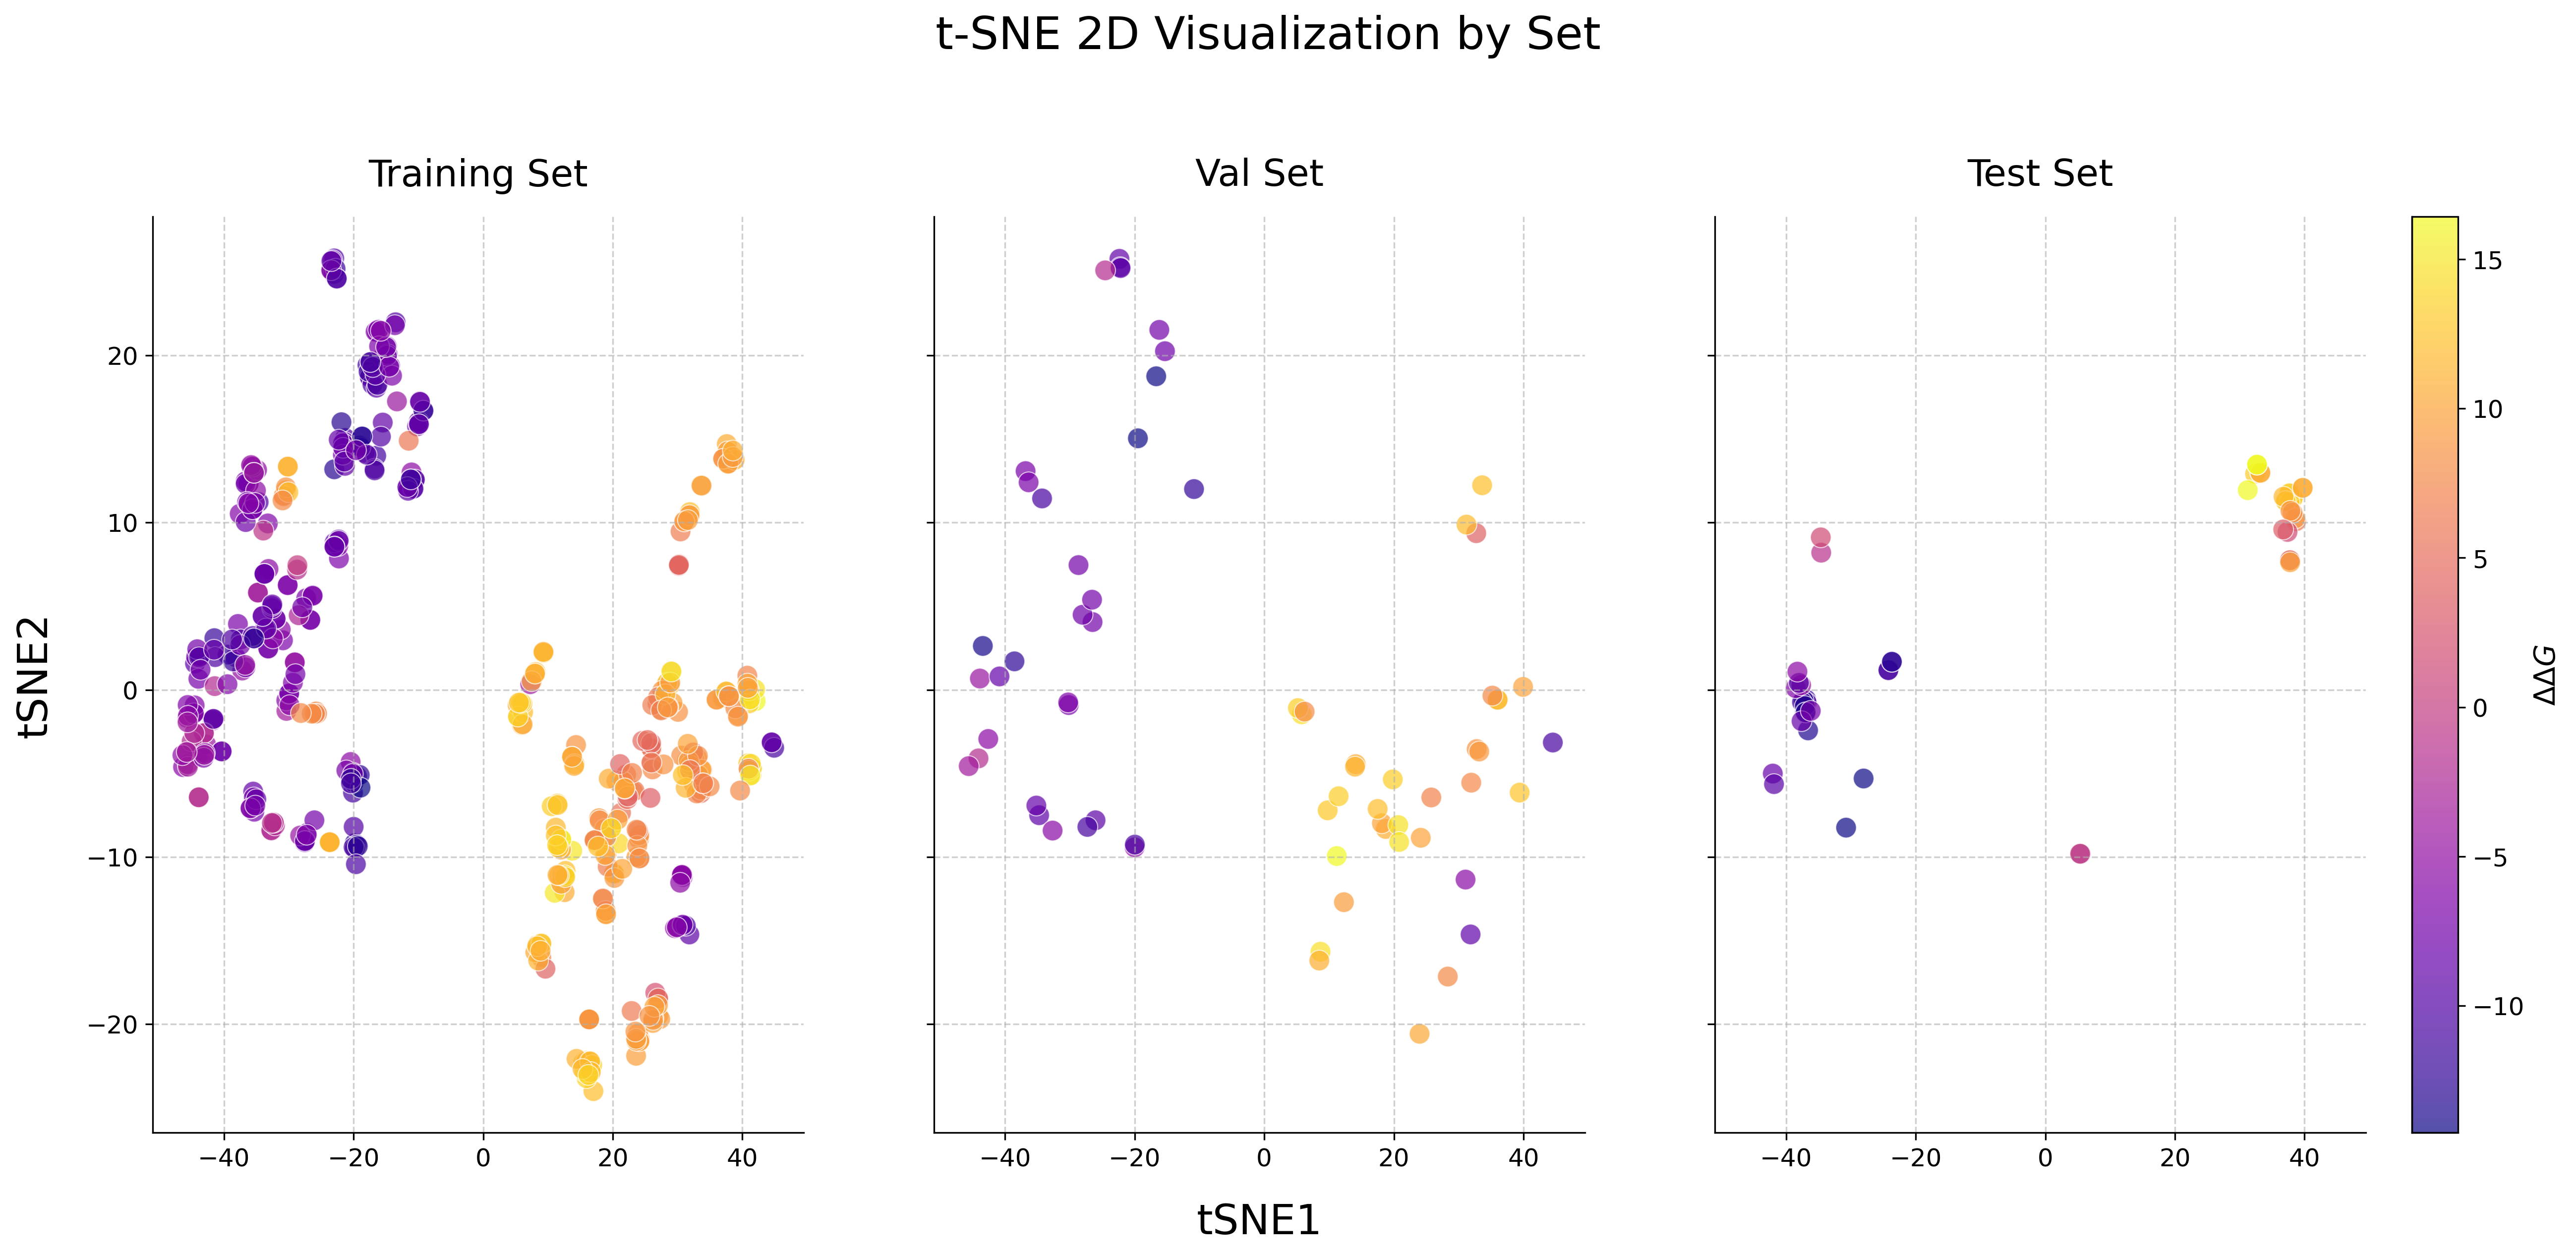 t-SNE 2D Visualization by Set
Training Set
Val Set
Test Set
tSNE2
20
10
0
−10
−20
−40 −20 0 20 40
−40 −20 0 20 40
−40 −20 0 20 40
tSNE1
15
10
5
0
−5
−10
ΔΔG